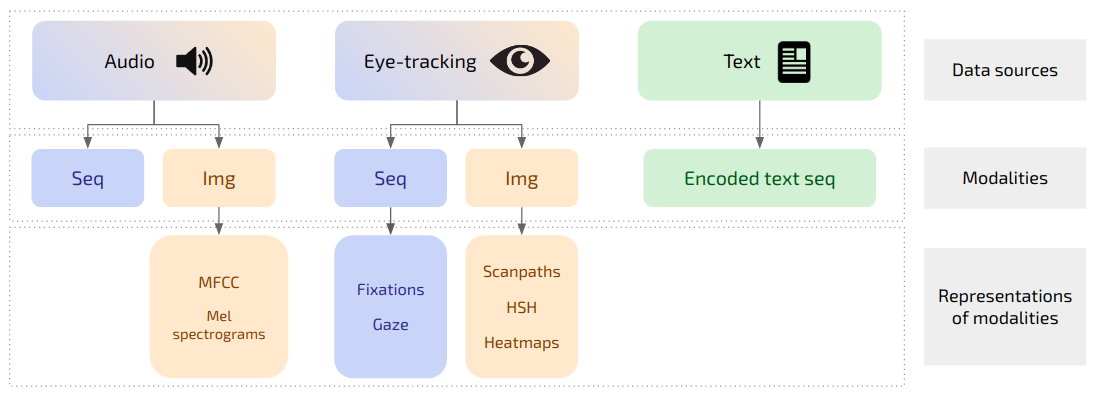 Audio
Eye-tracking
Text
Data sources
Seq
Img
Seq
Img
Encoded text seq
Modalities
MFCC
Mel
spectrograms
Fixations
Gaze
Scanpaths
HSH
Heatmaps
Representations
of modalities